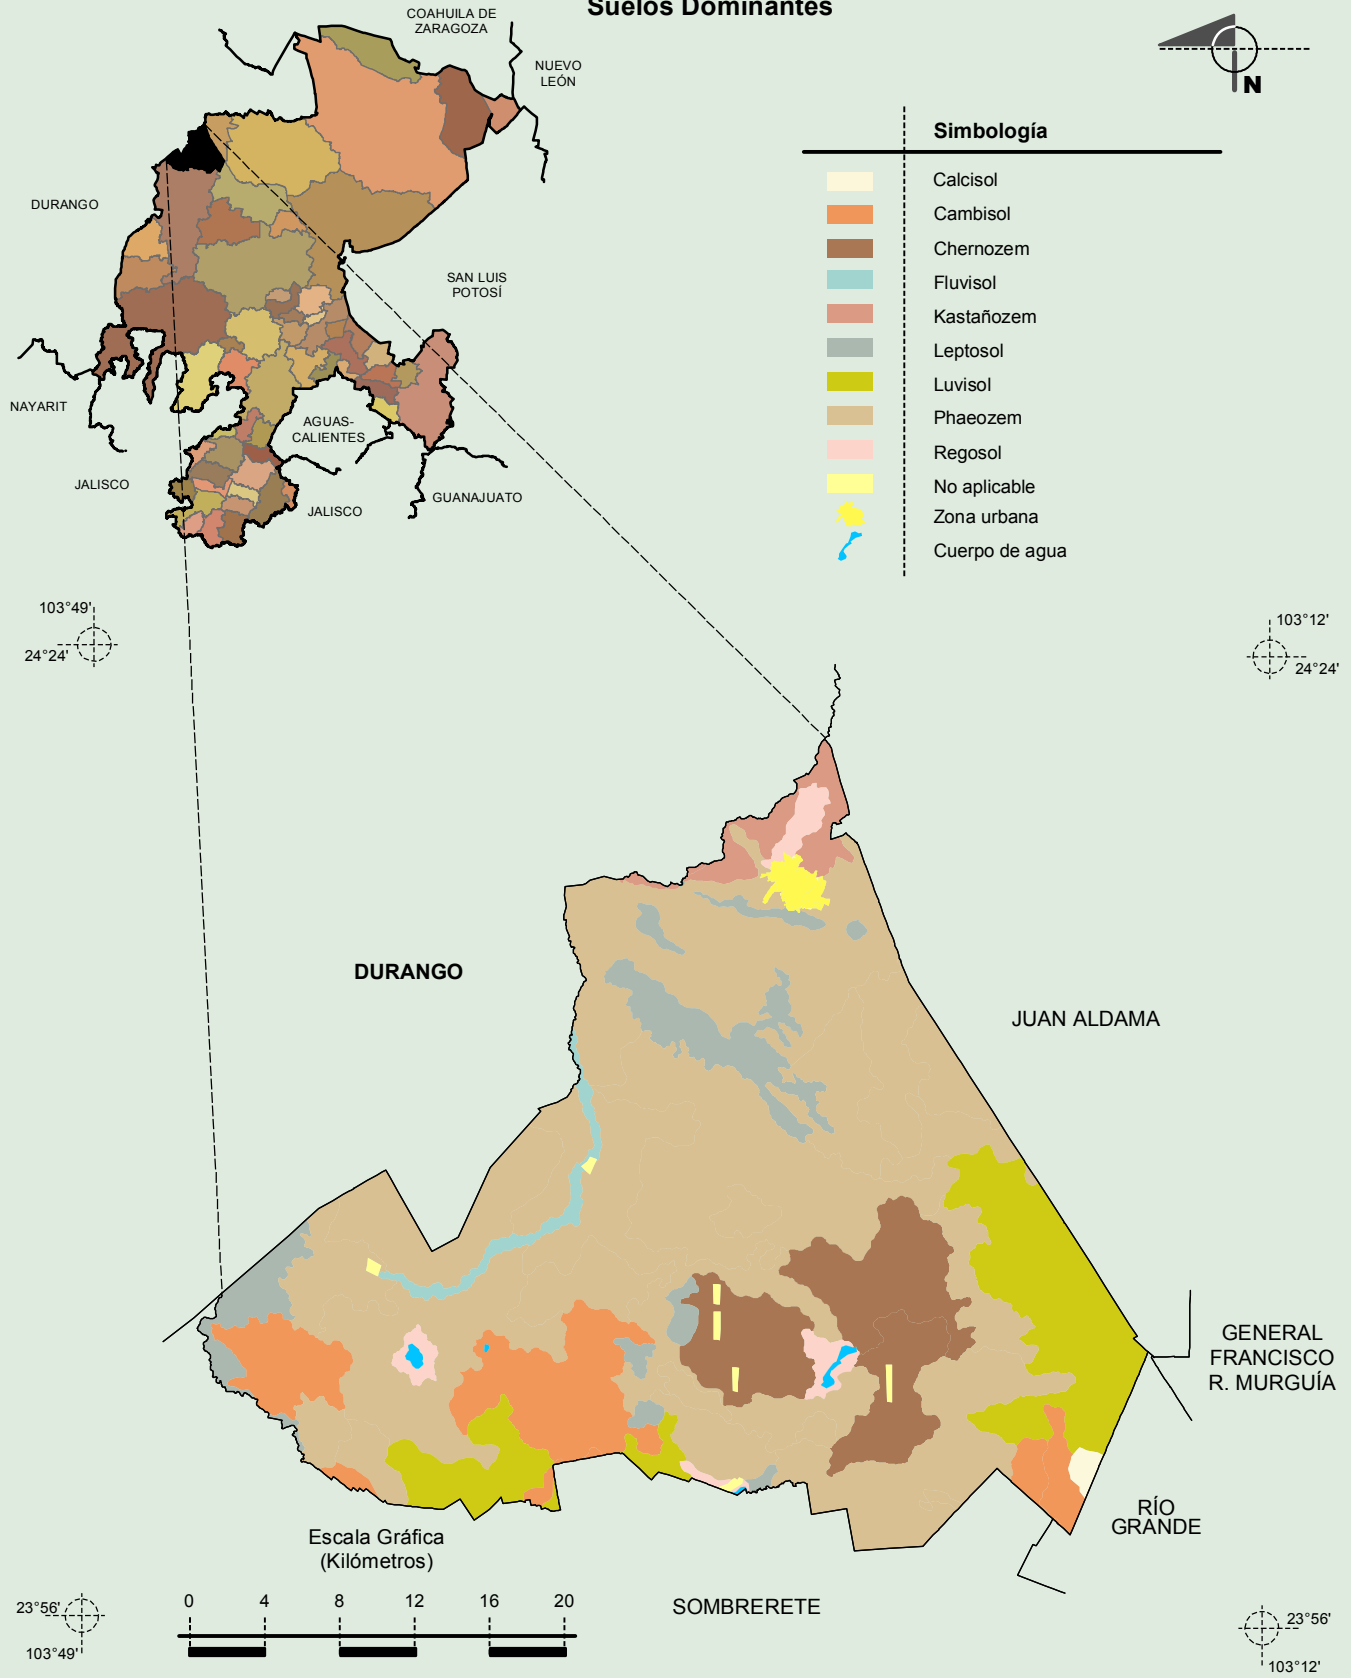 Suelos Dominantes
COAHUILA DE
ZARAGOZA
NUEVO
LEÓN
N
DURANGO
SAN LUIS
POTOSÍ
NAYARIT
AGUAS-
CALIENTES
JALISCO
JALISCO
GUANAJUATO
Simbología
Calcisol
Cambisol
Chernozem
Fluvisol
Kastañozem
Leptosol
Luvisol
Phaeozem
Regosol
No aplicable
Zona urbana
Cuerpo de agua
103°49'
24°24'
103°12'
24°24'
DURANGO
JUAN ALDAMA
GENERAL
FRANCISCO
R. MURGUÍA
RÍO
GRANDE
SOMBRERETE
Escala Gráfica
(Kilómetros)
0 4 8 12 16 20
23°56'
103°49'
23°56'
103°12'